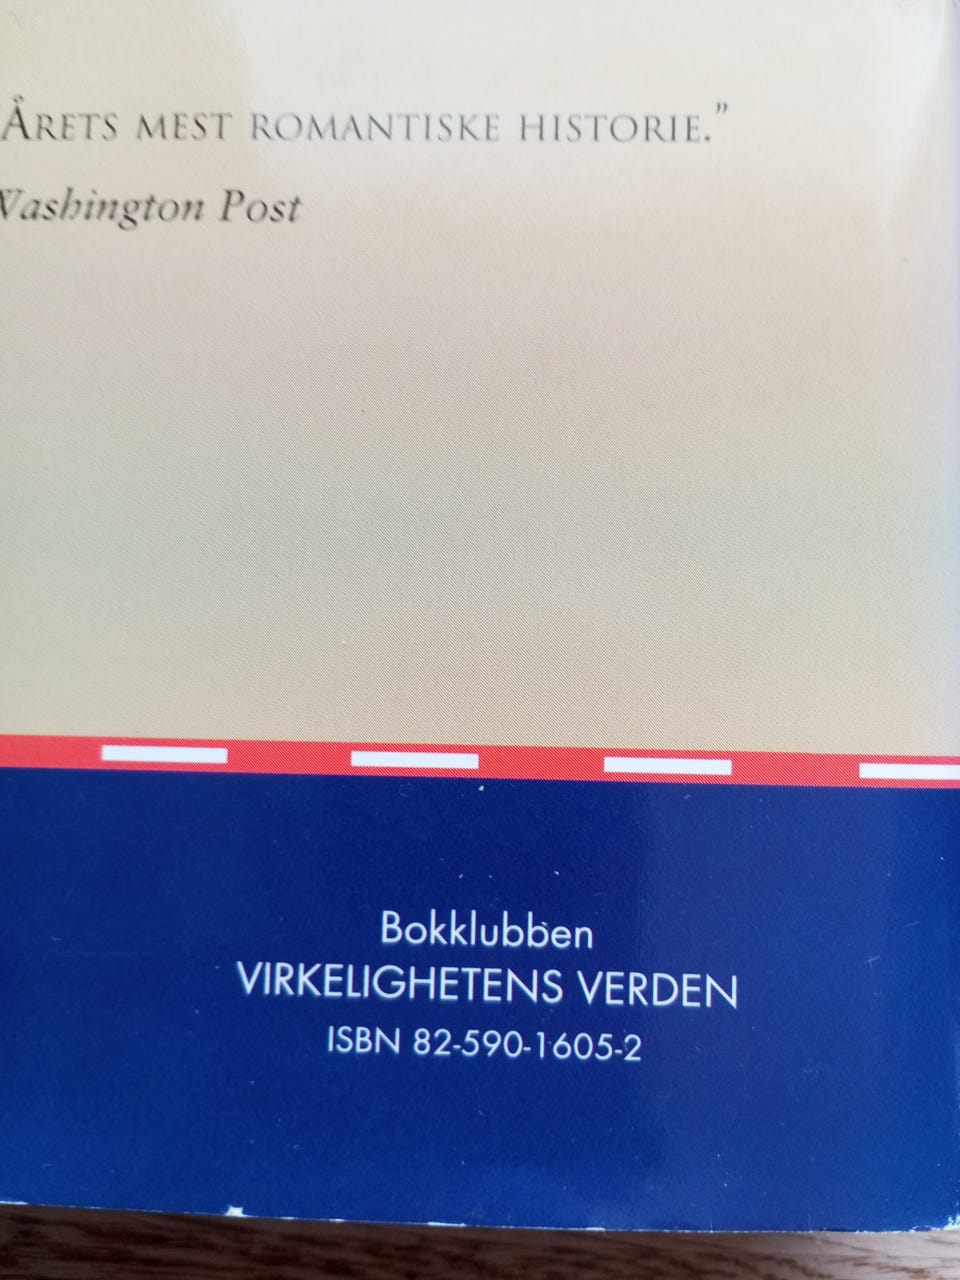 ÅRETS MEST ROMANTISKE HISTORIE.”
Washington Post
Bokklubben
VIRKELIGHETENS VERDEN
ISBN 82-590-1605-2